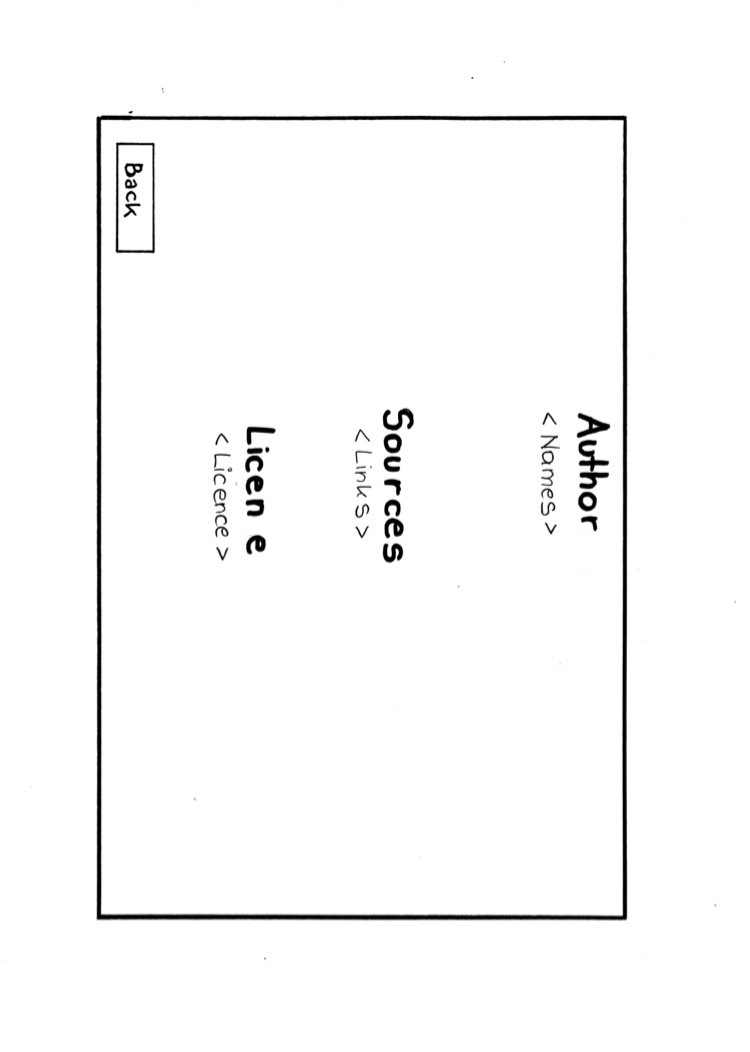 Author
< Names >
Sources
< Links >
Licen e
< Licence >
Back